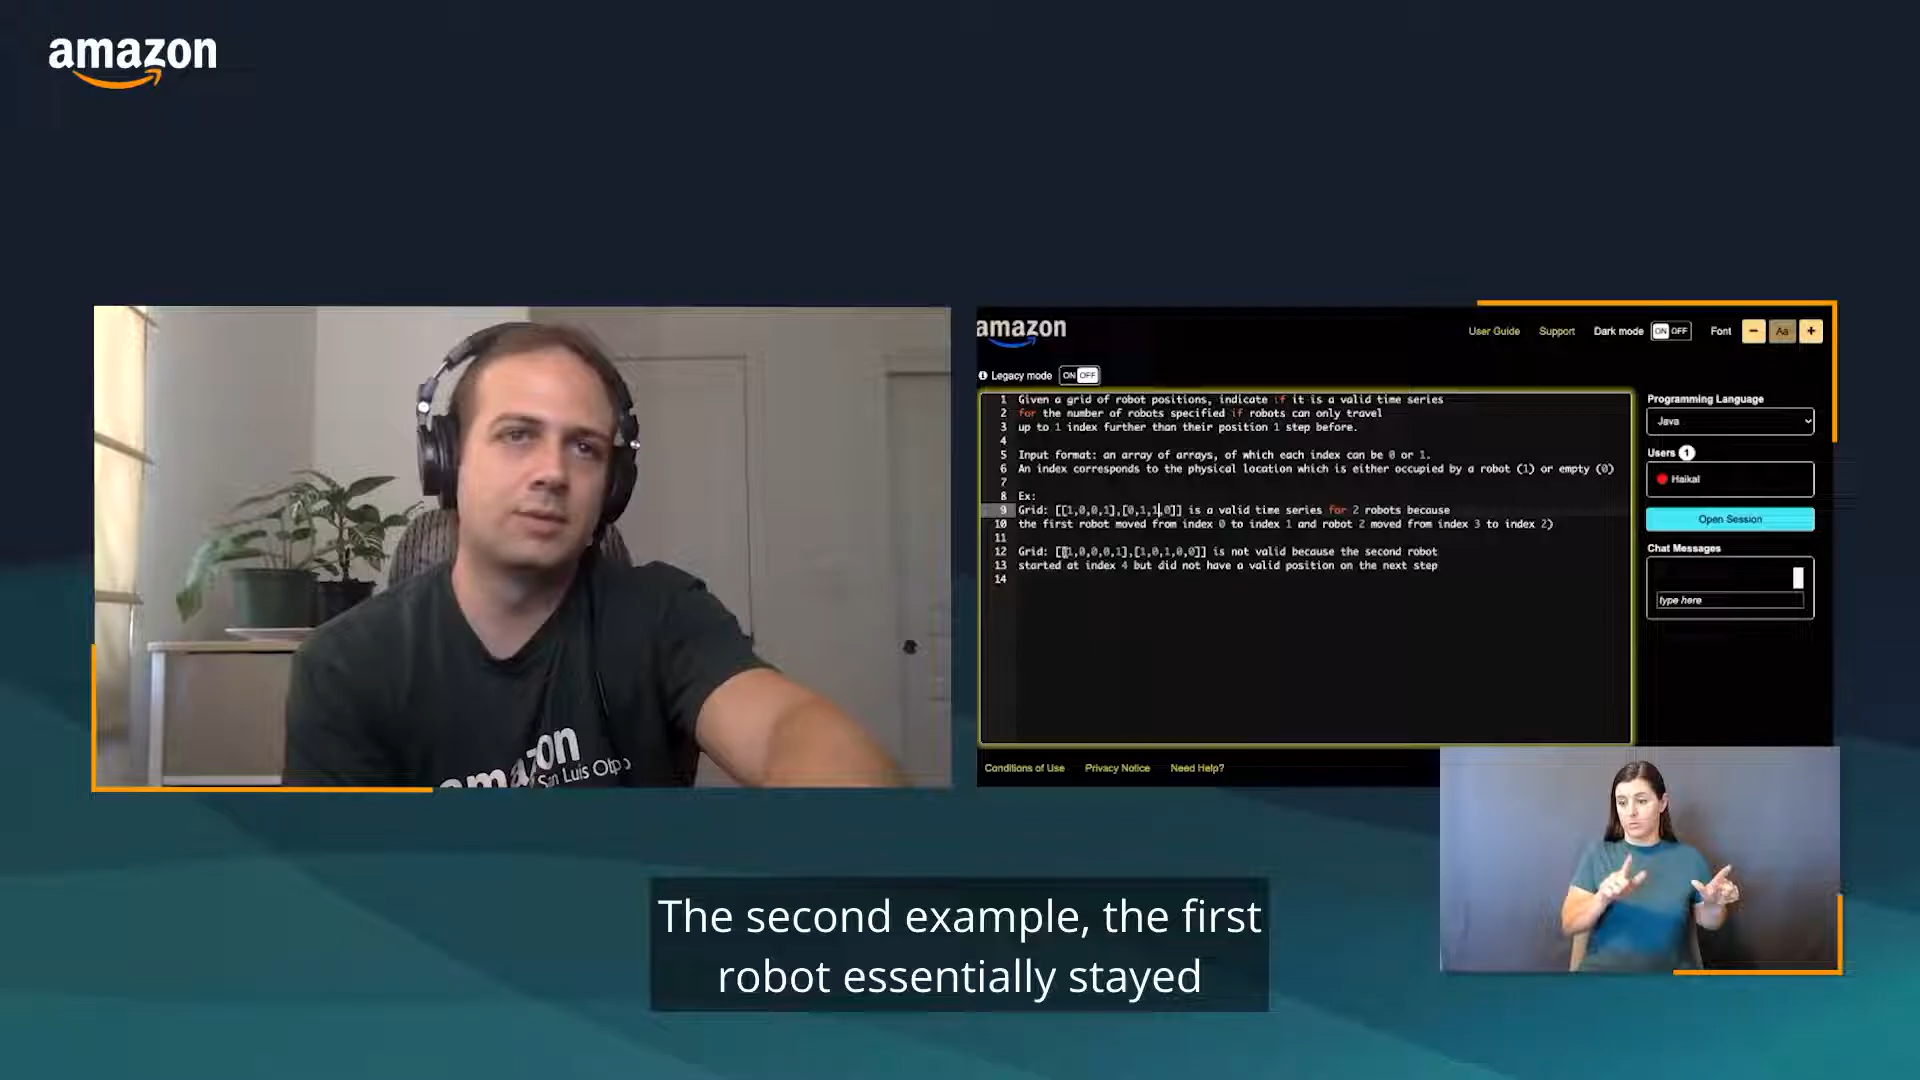 amazon
amazon
San Luis Obispo
amazon
User Guide
Support
Dark mode
ON OFF
Font
−
Aa
+
Legacy mode
ON OFF
1 Given a grid of robot positions, indicate if it is a valid time series
2 for the number of robots specified if robots can only travel
3 up to 1 index further than their position 1 step before.
4
5 Input format: an array of arrays, of which each index can be 0 or 1.
6 An index corresponds to the physical location which is either occupied by a robot (1) or empty (0)
7
8 Ex:
9 Grid: [[1,0,0,1],[0,1,1,0]] is a valid time series for 2 robots because
10 the first robot moved from index 0 to index 1 and robot 2 moved from index 3 to index 2)
11
12 Grid: [[1,0,0,0,1],[1,0,1,0,0]] is not valid because the second robot
13 started at index 4 but did not have a valid position on the next step
14
Programming Language
Java
Users 1
Haikal
Open Session
Chat Messages
type here
Conditions of Use
Privacy Notice
Need Help?
The second example, the first
robot essentially stayed